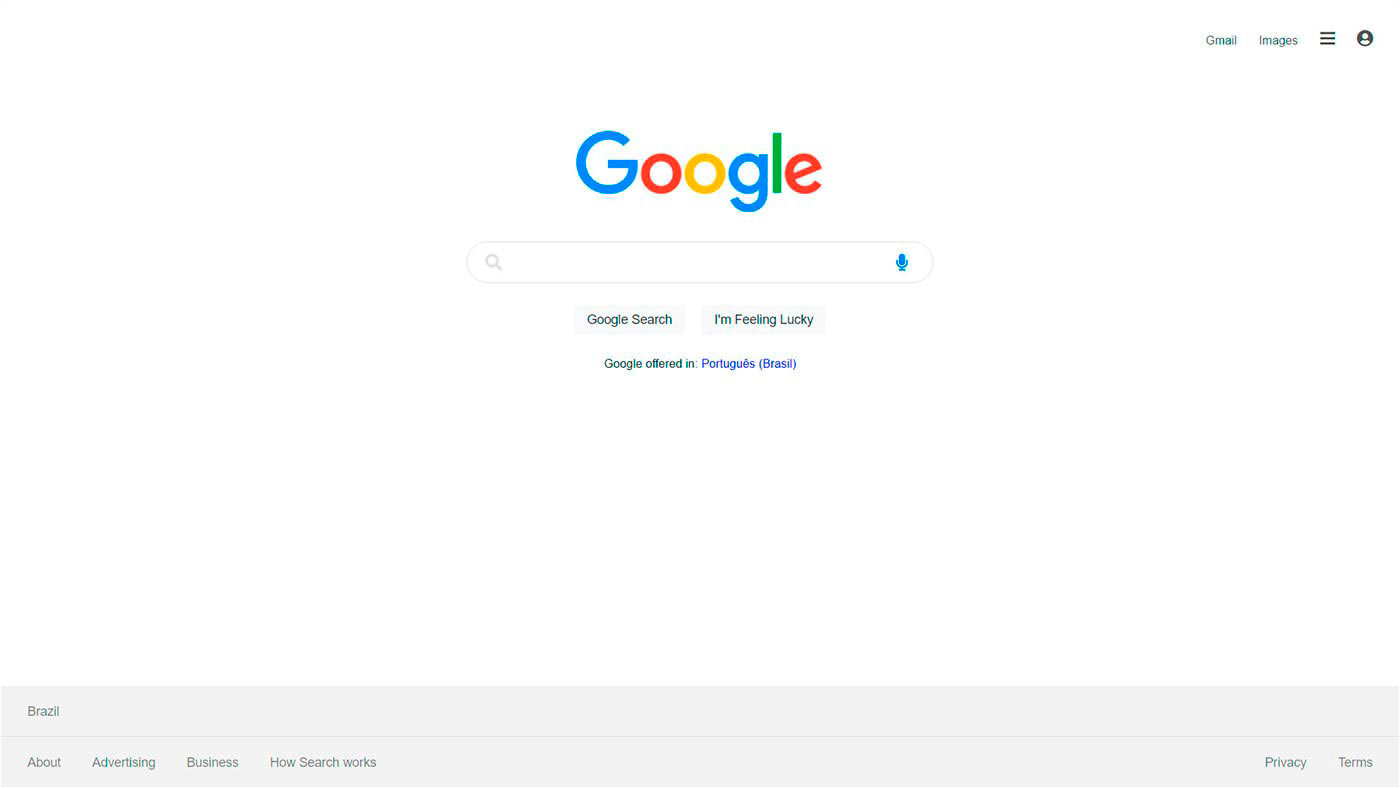 Gmail Images
Google
Google Search I'm Feeling Lucky
Google offered in: Português (Brasil)
Brazil
About Advertising Business How Search works Privacy Terms